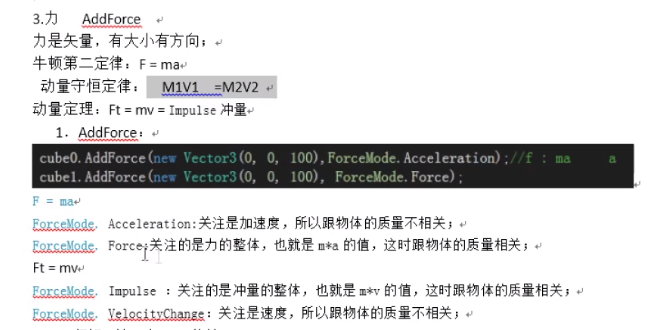 3.力 AddForce
力是矢量，有大小有方向；
牛顿第二定律：F = ma
动量守恒定律： M1V1 =M2V2
动量定理：Ft = mv = Impulse 冲量
1. AddForce：
cube0.AddForce(new Vector3(0, 0, 100),ForceMode.Acceleration);//f : ma a
cube1.AddForce(new Vector3(0, 0, 100), ForceMode.Force);
F = ma
ForceMode. Acceleration:关注是加速度，所以跟物体的质量不相关；
ForceMode. Force:关注的是力的整体，也就是 m*a 的值，这时跟物体的质量相关；
Ft = mv
ForceMode. Impulse ：关注的是冲量的整体，也就是 m*v 的值，这时跟物体的质量相关；
ForceMode. VelocityChange：关注是速度，所以跟物体的质量不相关；